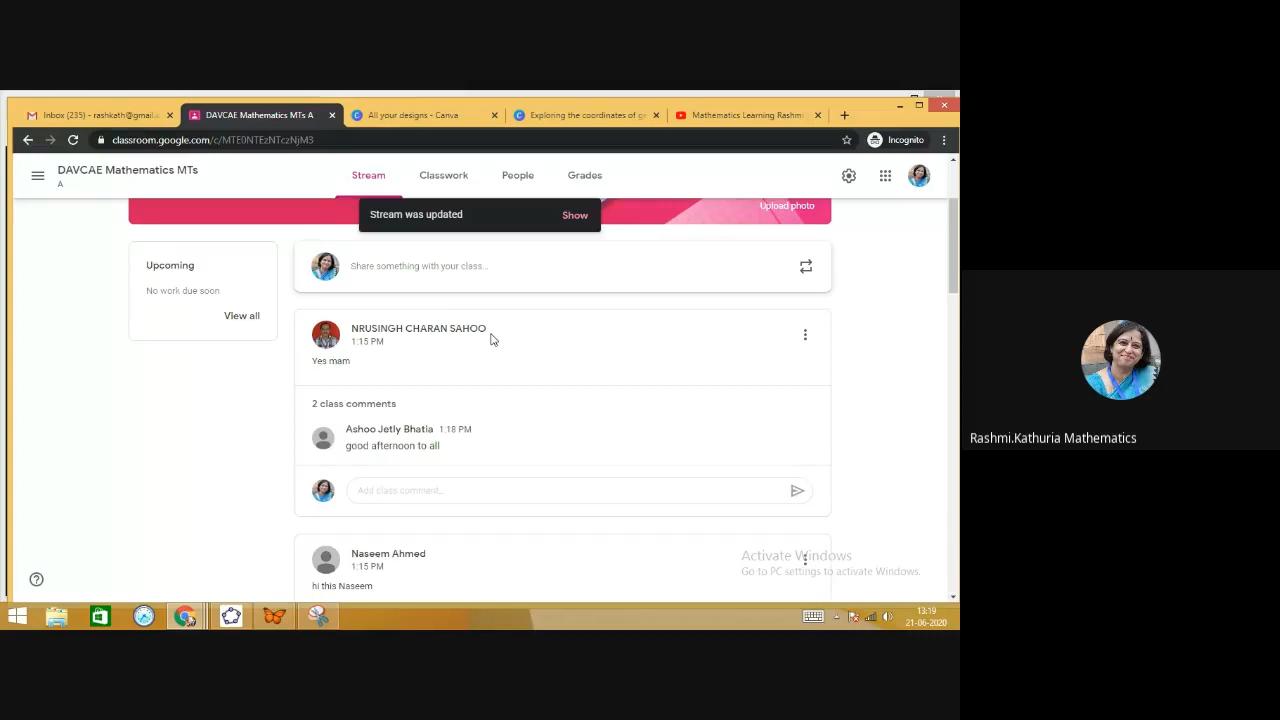 Inbox (235) - rashkath@gmail.
DAVCAE Mathematics MTs A
All your designs - Canva
Exploring the coordinates of ge
Mathematics Learning Rashmi
classroom.google.com/c/MTE0NTEzNTczNjM3
Incognito
DAVCAE Mathematics MTs
A
Stream
Classwork
People
Grades
Stream was updated
Show
Upload photo
Upcoming
No work due soon
View all
Share something with your class...
NRUSINGH CHARAN SAHOO
1:15 PM
Yes mam
2 class comments
Ashoo Jetly Bhatia 1:18 PM
good afternoon to all
Add class comment...
Naseem Ahmed
1:15 PM
hi this Naseem
Activate Windows
Go to PC settings to activate Windows.
13:19
21-06-2020
Rashmi.Kathuria Mathematics